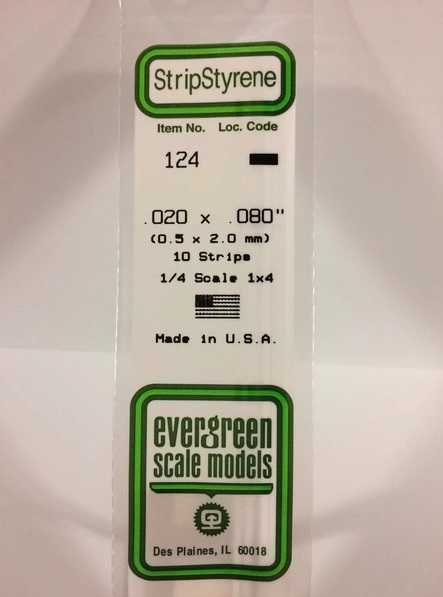 StripStyrene
Item No. Loc. Code
124
.020 x .080"
(0.5 x 2.0 mm)
10 Strips
1/4 Scale 1x4
Made in U.S.A.
evergreen
scale models
Des Plaines, IL 60018